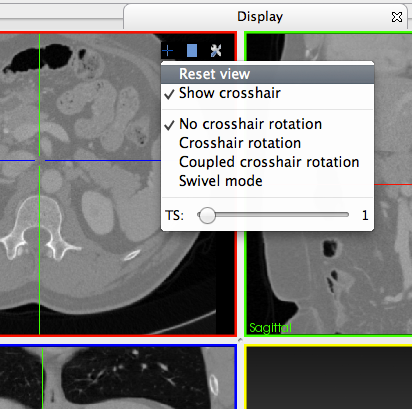 Display
Reset view
Show crosshair
No crosshair rotation
Crosshair rotation
Coupled crosshair rotation
Swivel mode
TS: 1
Sagittal